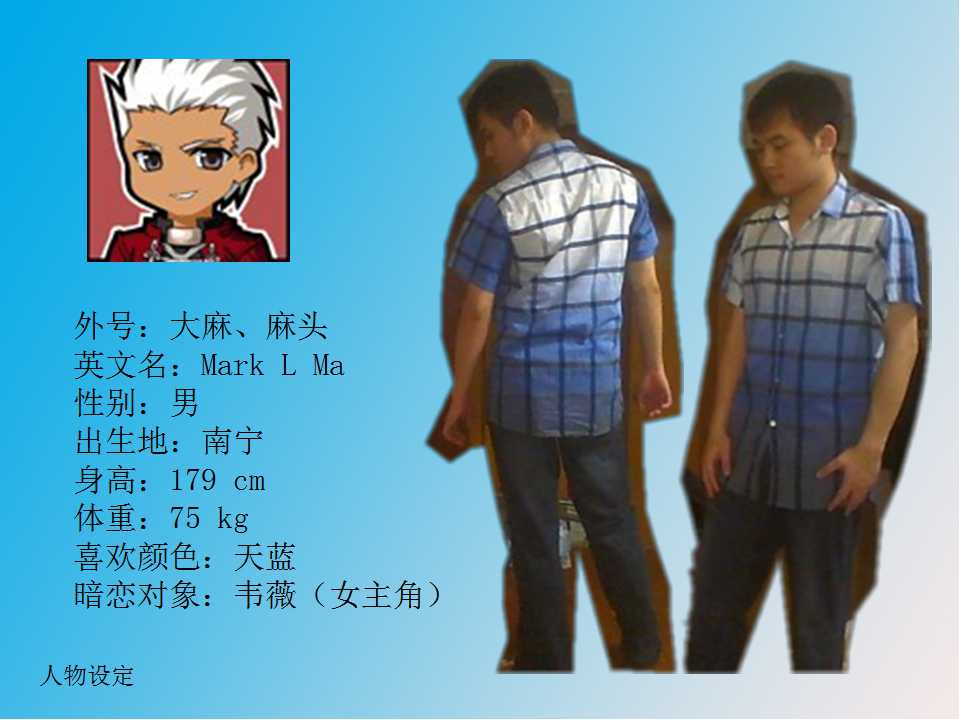 外号：大麻、麻头
英文名：Mark L Ma
性别：男
出生地：南宁
身高：179 cm
体重：75 kg
喜欢颜色：天蓝
暗恋对象：韦薇（女主角）
人物设定